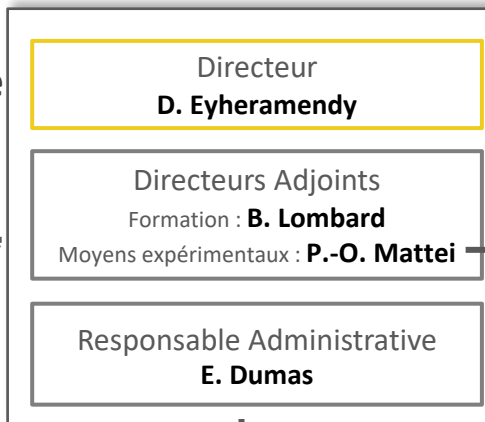 Directeur
D. Eyheramendy
Directeurs Adjoints
Formation : B. Lombard
Moyens expérimentaux : P.-O. Mattei
Responsable Administrative
E. Dumas